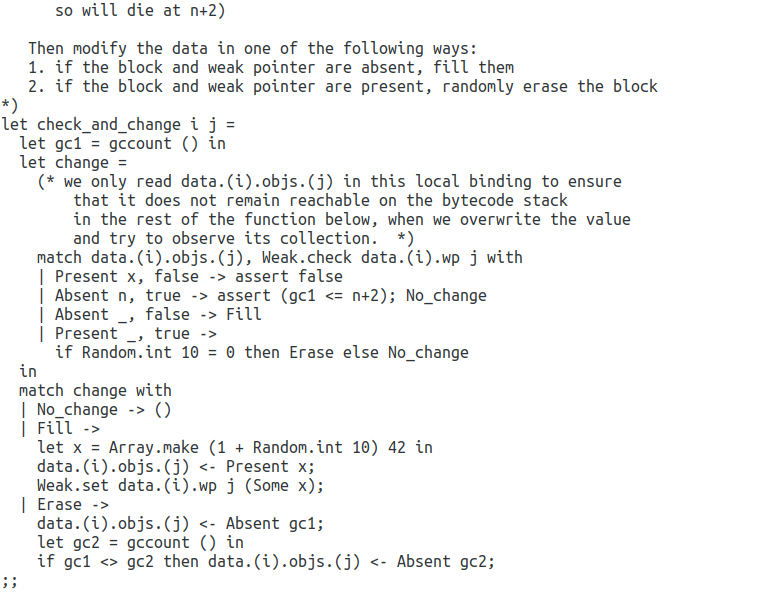 so will die at n+2)

   Then modify the data in one of the following ways:
   1. if the block and weak pointer are absent, fill them
   2. if the block and weak pointer are present, randomly erase the block
*)
let check_and_change i j =
  let gc1 = gccount () in
  let change =
    (* we only read data.(i).objs.(j) in this local binding to ensure
        that it does not remain reachable on the bytecode stack
        in the rest of the function below, when we overwrite the value
        and try to observe its collection.  *)
    match data.(i).objs.(j), Weak.check data.(i).wp j with
    | Present x, false -> assert false
    | Absent n, true -> assert (gc1 <= n+2); No_change
    | Absent _, false -> Fill
    | Present _, true ->
      if Random.int 10 = 0 then Erase else No_change
  in
  match change with
  | No_change -> ()
  | Fill ->
    let x = Array.make (1 + Random.int 10) 42 in
    data.(i).objs.(j) <- Present x;
    Weak.set data.(i).wp j (Some x);
  | Erase ->
    data.(i).objs.(j) <- Absent gc1;
    let gc2 = gccount () in
    if gc1 <> gc2 then data.(i).objs.(j) <- Absent gc2;
;;